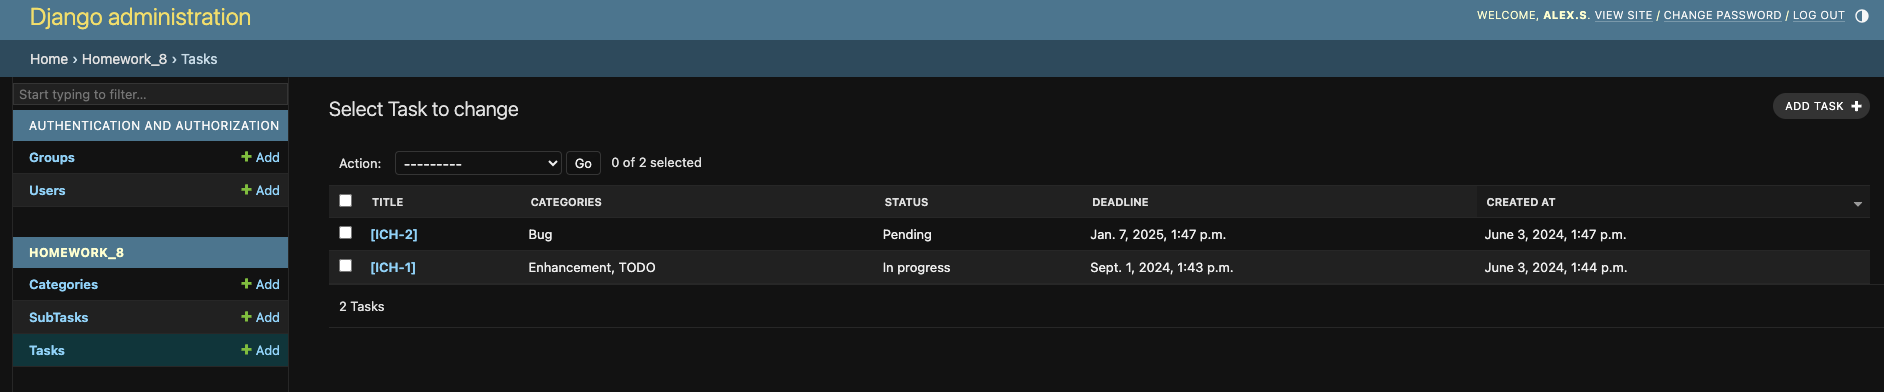 Django administration
WELCOME, ALEX.S. VIEW SITE / CHANGE PASSWORD / LOG OUT
Home › Homework_8 › Tasks
Start typing to filter...
AUTHENTICATION AND AUTHORIZATION
Groups + Add
Users + Add
HOMEWORK_8
Categories + Add
SubTasks + Add
Tasks + Add
Select Task to change
ADD TASK +
Action: --------- Go 0 of 2 selected
TITLE CATEGORIES STATUS DEADLINE CREATED AT
[ICH-2] Bug Pending Jan. 7, 2025, 1:47 p.m. June 3, 2024, 1:47 p.m.
[ICH-1] Enhancement, TODO In progress Sept. 1, 2024, 1:43 p.m. June 3, 2024, 1:44 p.m.
2 Tasks